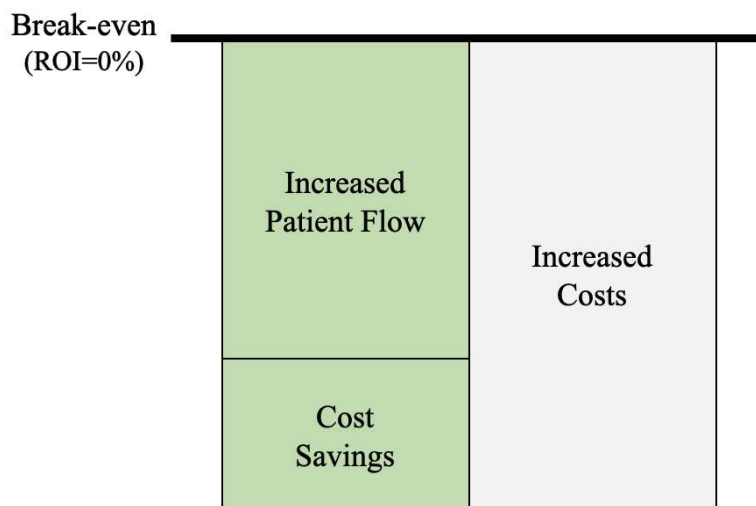 Break-even
(ROI=0%)
Increased
Patient Flow
Increased
Costs
Cost
Savings